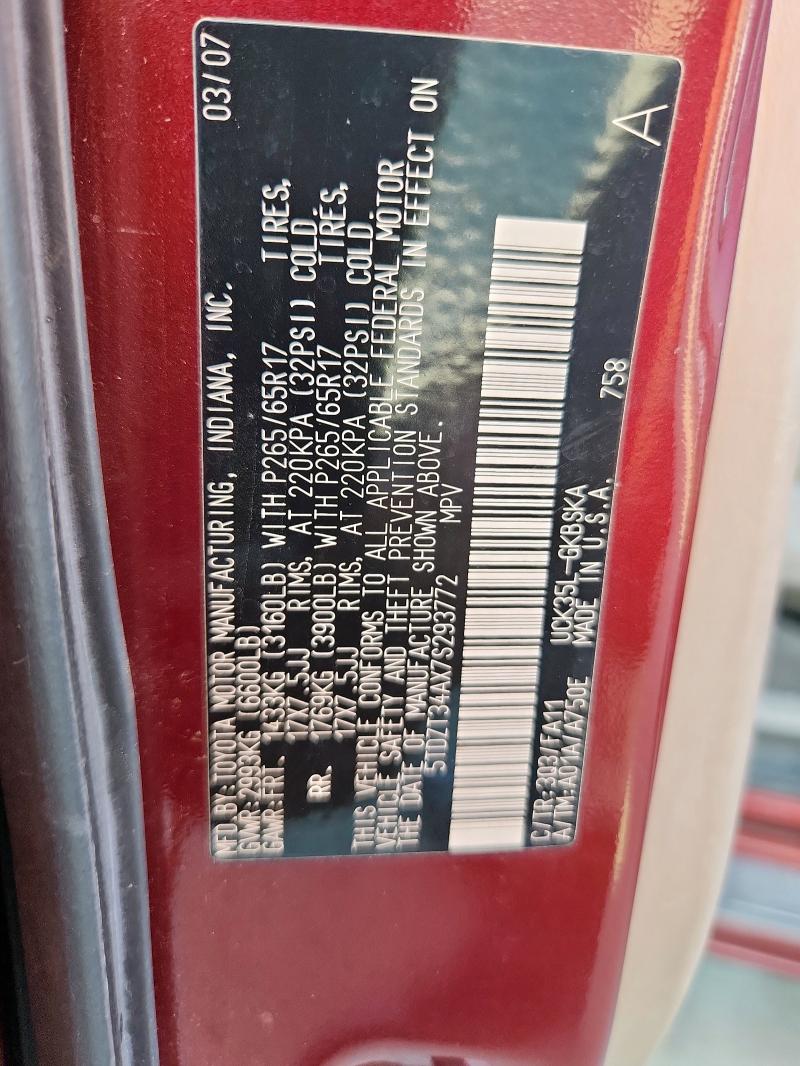 03/07
MFD.BY:TOYOTA MOTOR MANUFACTURING, INDIANA, INC.
GVWR:2993KG (6600LB)
GAWR:FRT. 1433KG (3160LB) WITH P265/65R17 TIRES,
17X7.5JJ RIMS, AT 220KPA (32PSI) COLD.
RR. 1769KG (3900LB) WITH P265/65R17 TIRES,
17X7.5JJ RIMS, AT 220KPA (32PSI) COLD.
THIS VEHICLE CONFORMS TO ALL APPLICABLE FEDERAL MOTOR
VEHICLE SAFETY AND THEFT PREVENTION STANDARDS IN EFFECT ON
THE DATE OF MANUFACTURE SHOWN ABOVE.
5TDZT34AX7S293772 MPV
C/TR:3Q3/FA11 UCK35L-GKBSKA 758
A/TM:A01A/A750E MADE IN U.S.A.
A